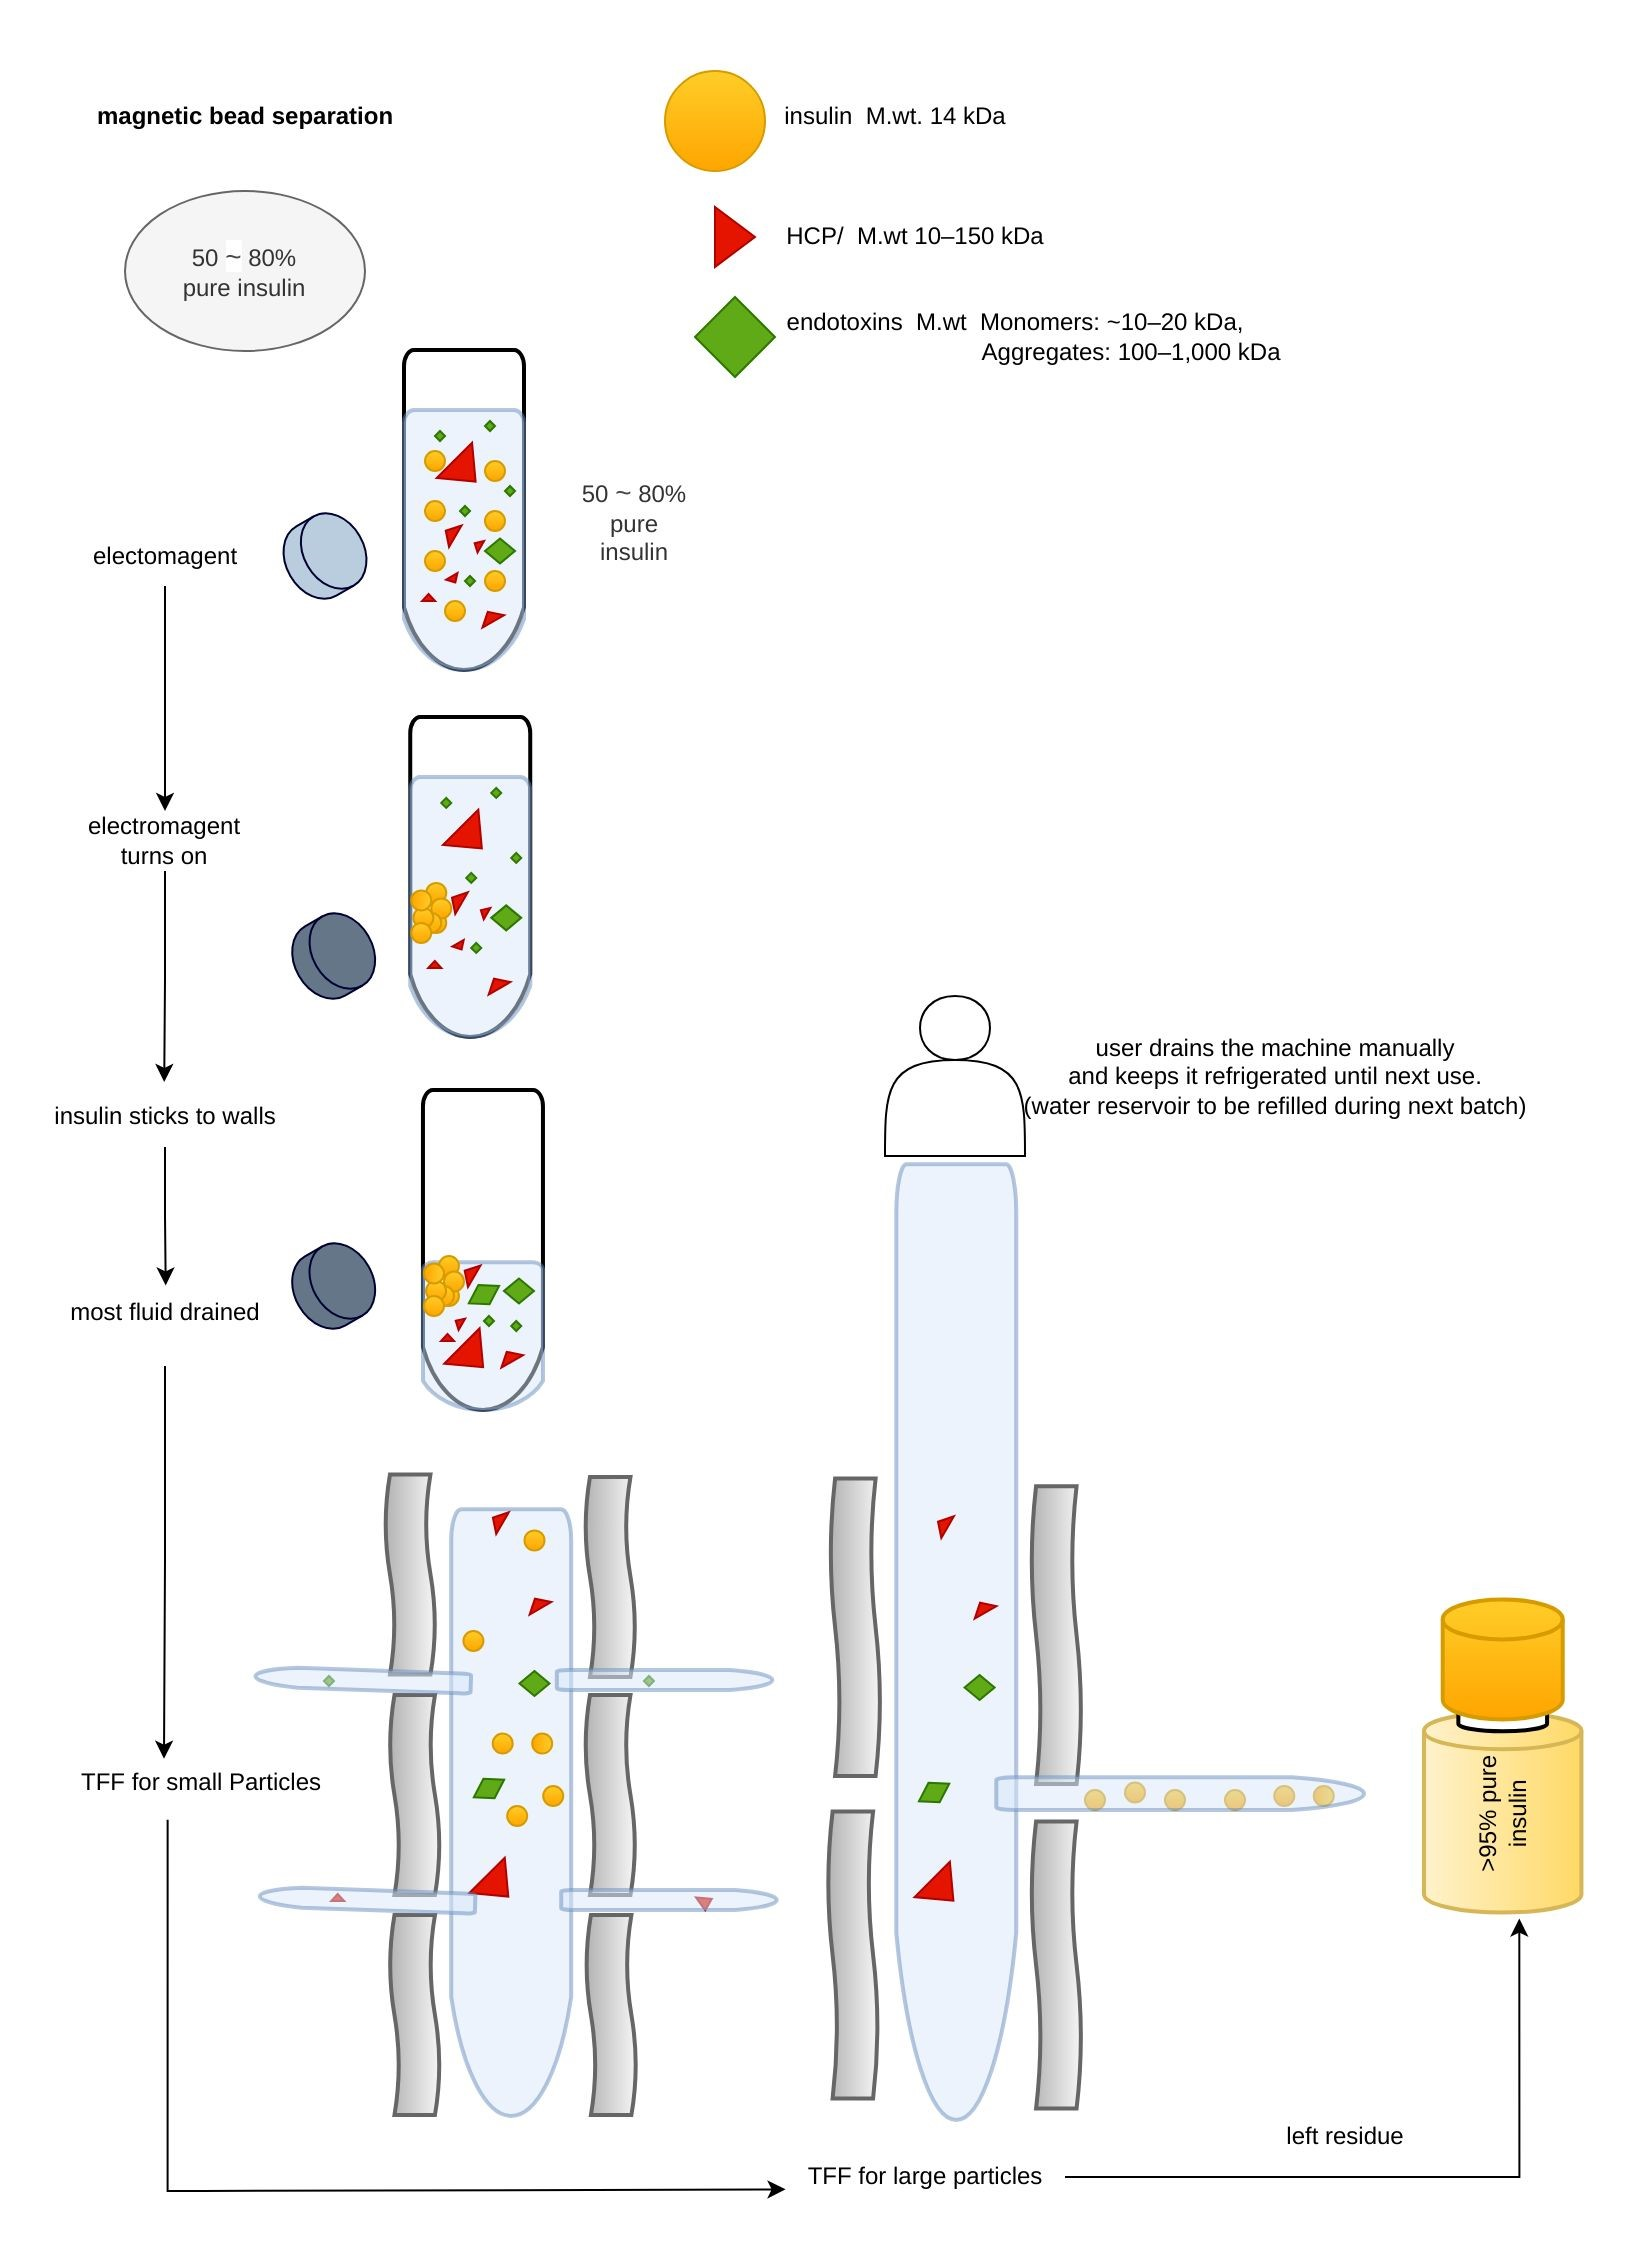 magnetic bead separation
insulin  M.wt. 14 kDa
50 ~ 80%
pure insulin
HCP/  M.wt 10–150 kDa
endotoxins  M.wt  Monomers: ~10–20 kDa,
Aggregates: 100–1,000 kDa
50 ~ 80%
pure
insulin
electomagent
electromagent
turns on
user drains the machine manually
and keeps it refrigerated until next use.
(water reservoir to be refilled during next batch)
insulin sticks to walls
most fluid drained
TFF for small Particles
>95% pure
insulin
left residue
TFF for large particles